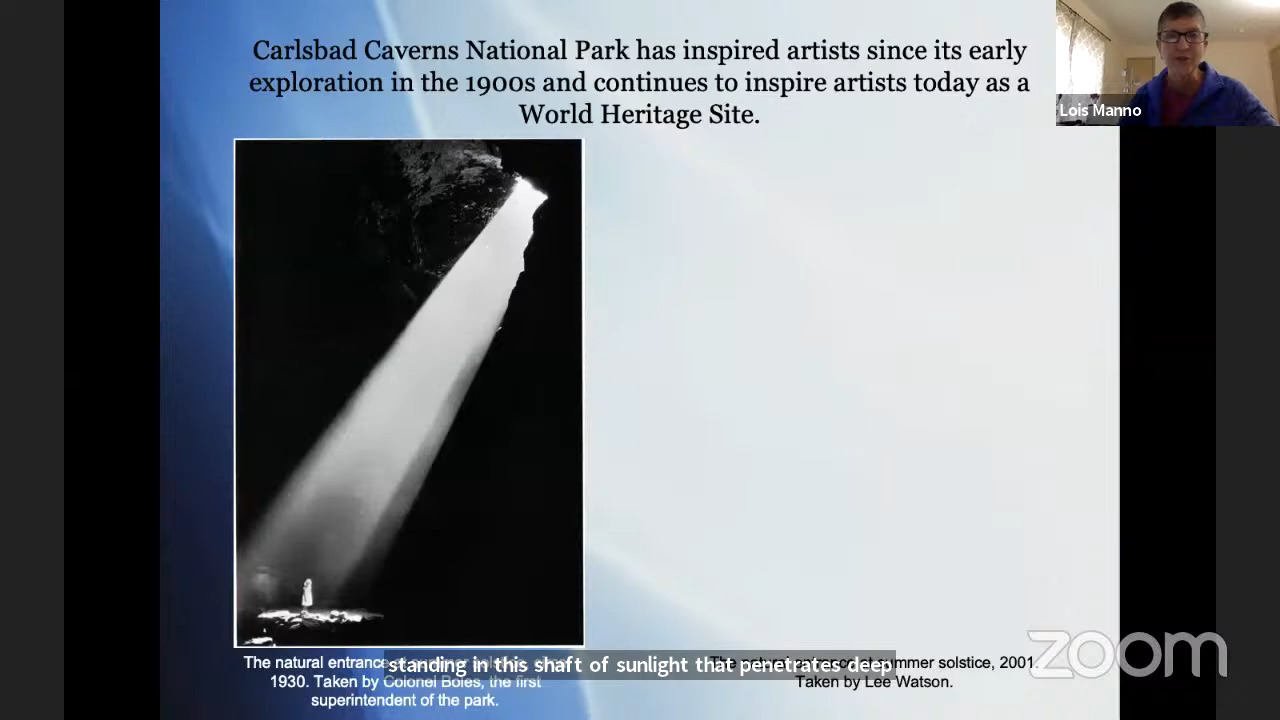 Carlsbad Caverns National Park has inspired artists since its early
exploration in the 1900s and continues to inspire artists today as a
World Heritage Site.
Lois Manno
The natural entrance
standing in this shaft of sunlight that penetrates deep
summer solstice, 2001.
1930. Taken by Colonel Boles, the first
superintendent of the park.
Taken by Lee Watson.
zoom